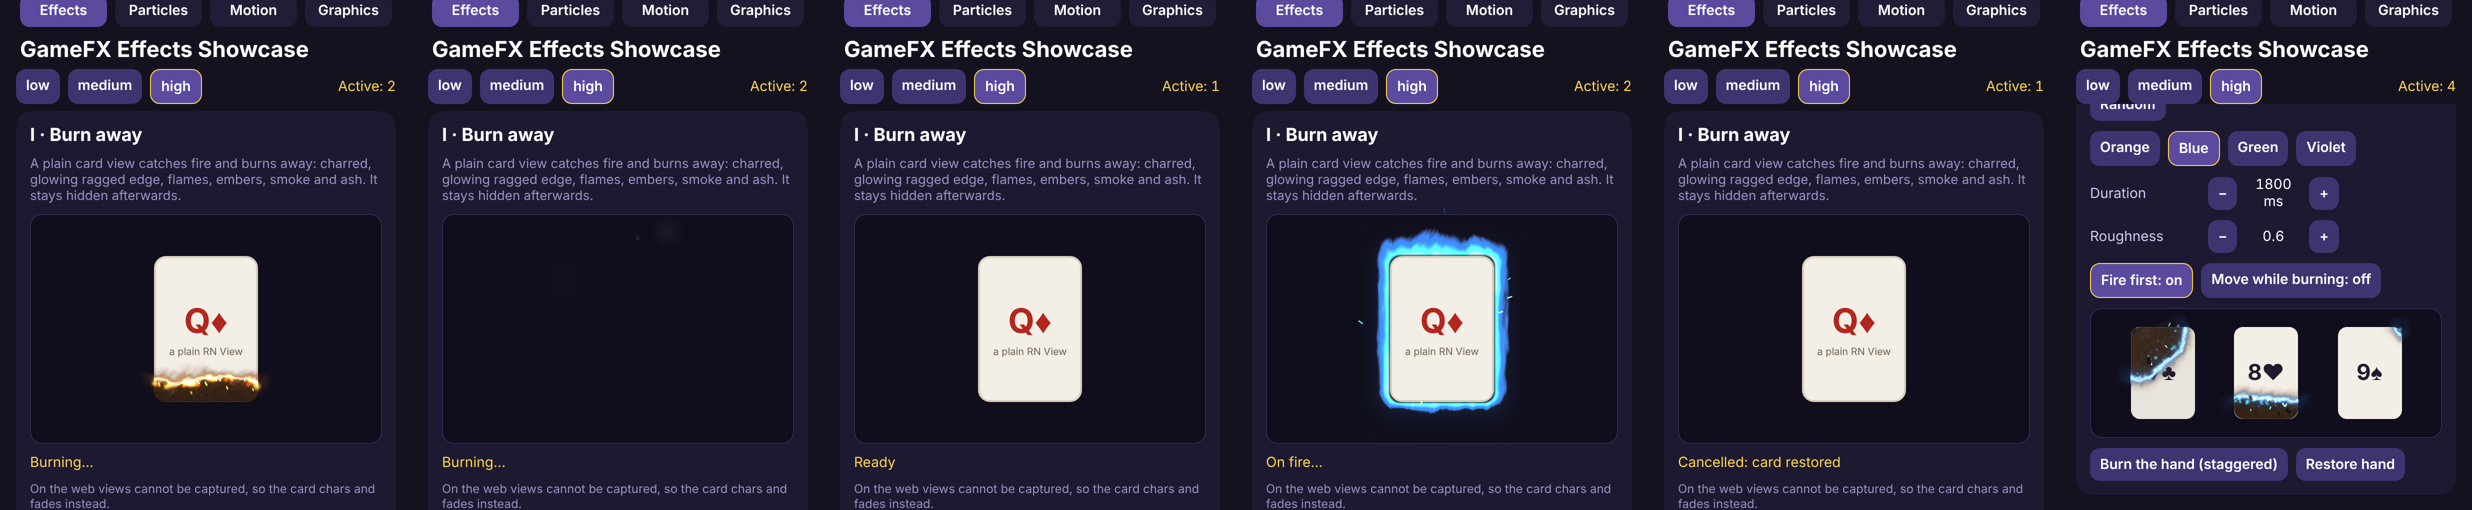 Effects Particles Motion Graphics
GameFX Effects Showcase
low medium high Active: 2
I · Burn away
A plain card view catches fire and burns away: charred,
glowing ragged edge, flames, embers, smoke and ash. It
stays hidden afterwards.
Q♦
a plain RN View
Burning...
On the web views cannot be captured, so the card chars and
fades instead.
Effects Particles Motion Graphics
GameFX Effects Showcase
low medium high Active: 2
I · Burn away
A plain card view catches fire and burns away: charred,
glowing ragged edge, flames, embers, smoke and ash. It
stays hidden afterwards.
Burning...
On the web views cannot be captured, so the card chars and
fades instead.
Effects Particles Motion Graphics
GameFX Effects Showcase
low medium high Active: 1
I · Burn away
A plain card view catches fire and burns away: charred,
glowing ragged edge, flames, embers, smoke and ash. It
stays hidden afterwards.
Q♦
a plain RN View
Ready
On the web views cannot be captured, so the card chars and
fades instead.
Effects Particles Motion Graphics
GameFX Effects Showcase
low medium high Active: 2
I · Burn away
A plain card view catches fire and burns away: charred,
glowing ragged edge, flames, embers, smoke and ash. It
stays hidden afterwards.
Q♦
a plain RN View
On fire...
On the web views cannot be captured, so the card chars and
fades instead.
Effects Particles Motion Graphics
GameFX Effects Showcase
low medium high Active: 1
I · Burn away
A plain card view catches fire and burns away: charred,
glowing ragged edge, flames, embers, smoke and ash. It
stays hidden afterwards.
Q♦
a plain RN View
Cancelled: card restored
On the web views cannot be captured, so the card chars and
fades instead.
Effects Particles Motion Graphics
GameFX Effects Showcase
low medium high Active: 4
Random
Orange Blue Green Violet
Duration − 1800 ms +
Roughness − 0.6 +
Fire first: on Move while burning: off
♣ 8♥ 9♠
Burn the hand (staggered) Restore hand